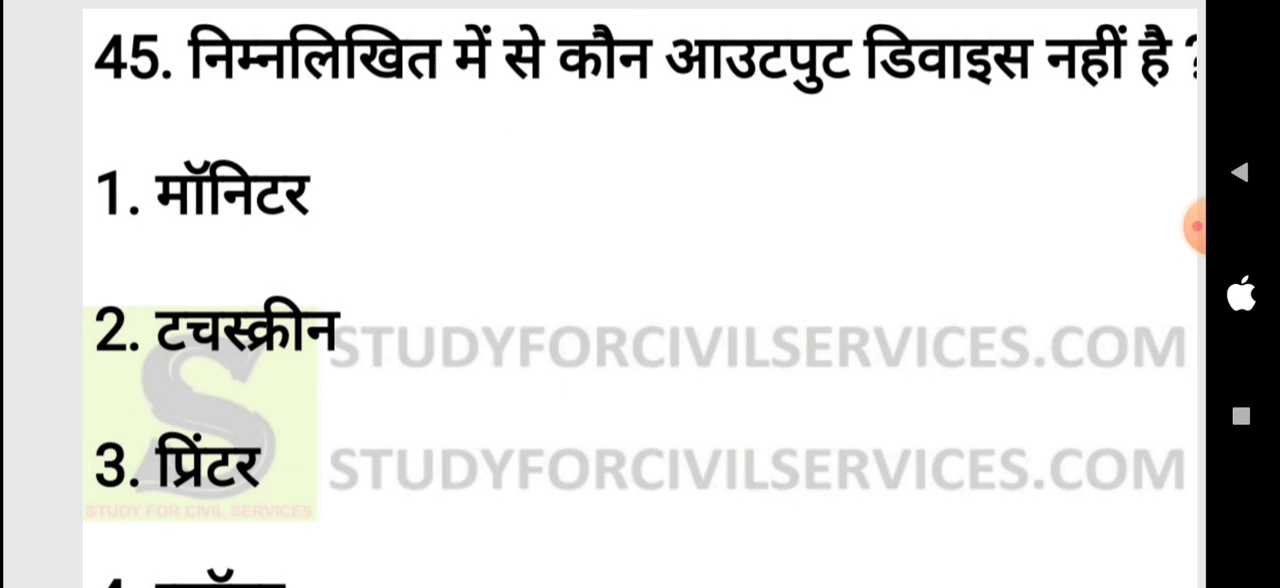 45. निम्नलिखित में से कौन आउटपुट डिवाइस नहीं है ?
1. मॉनिटर
2. टचस्क्रीन
STUDYFORCIVILSERVICES.COM
3. प्रिंटर
STUDYFORCIVILSERVICES.COM
STUDY FOR CIVIL SERVICES